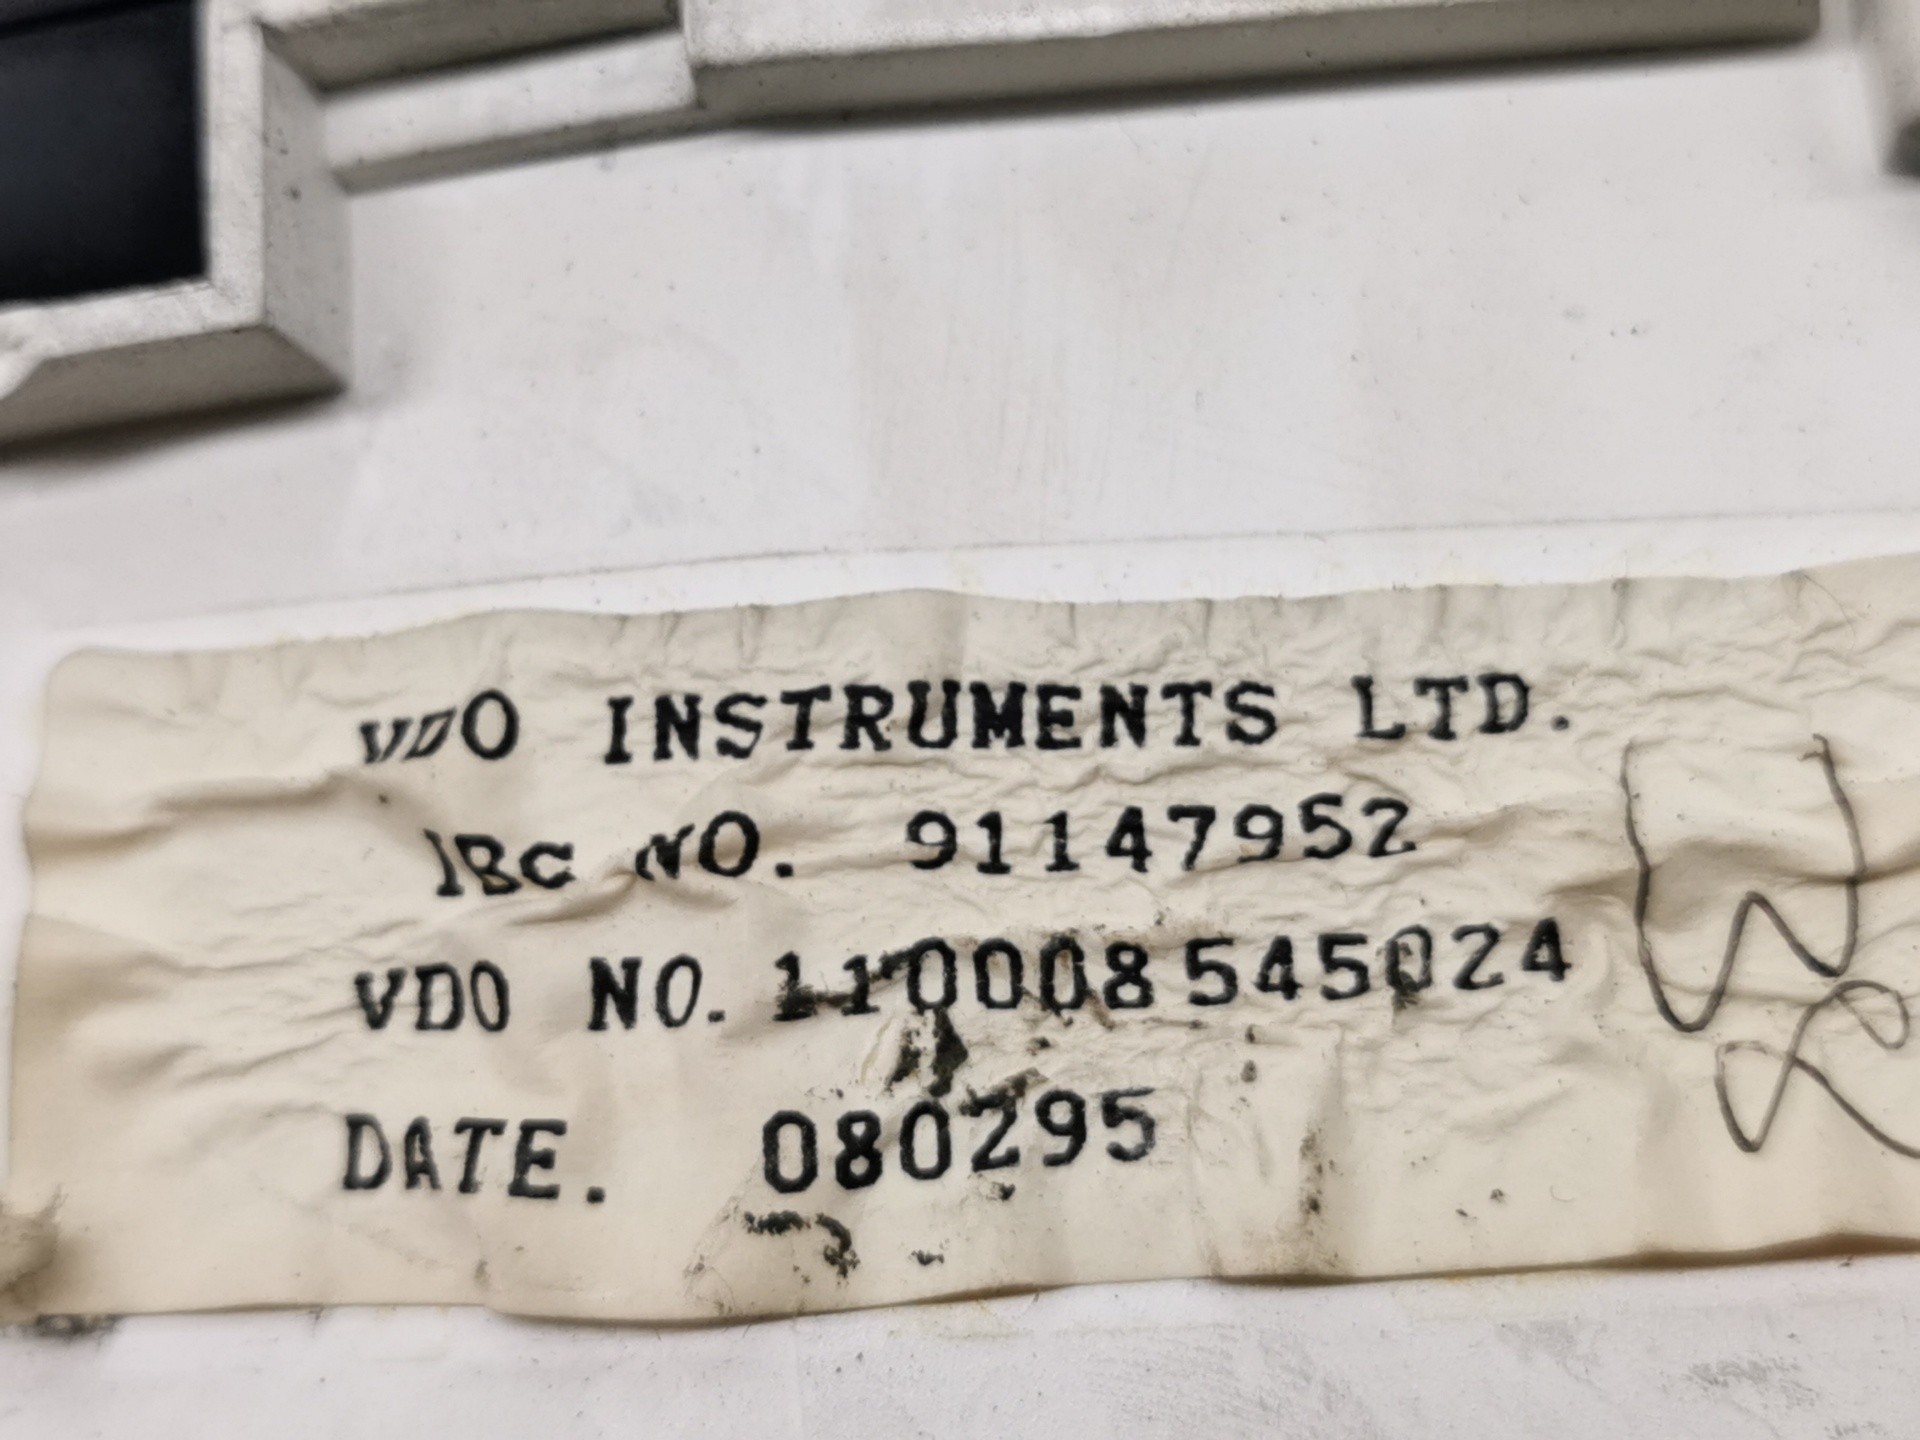 VDO INSTRUMENTS LTD.
IBC NO. 91147952
VDO NO. 110008545024
DATE. 080295